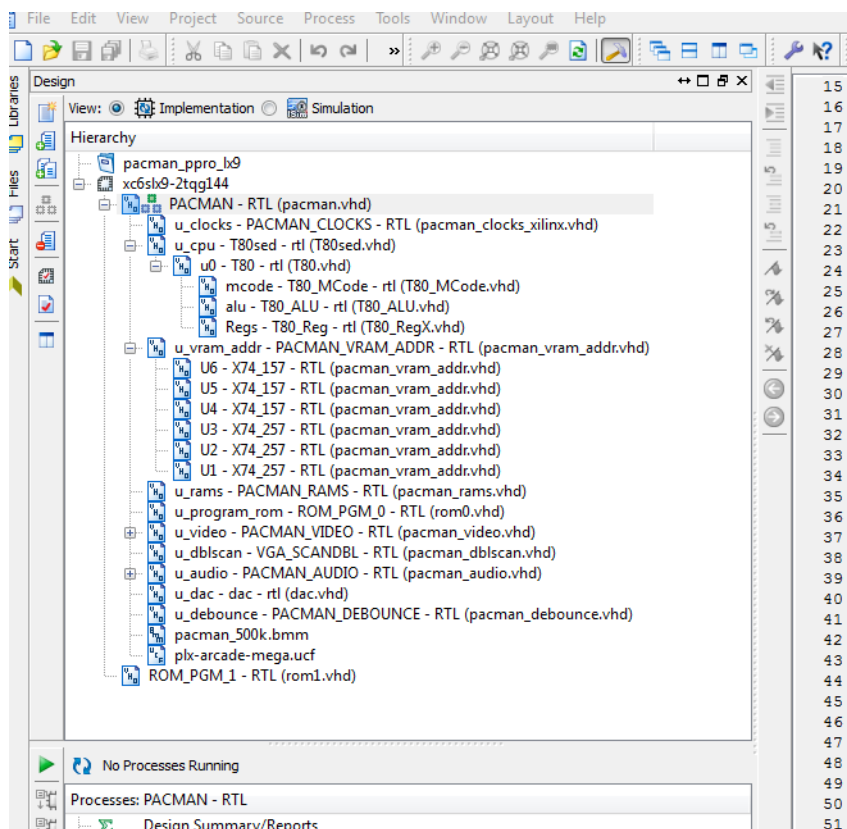 File Edit View Project Source Process Tools Window Layout Help
Design
View: Implementation Simulation
Hierarchy
pacman_ppro_lx9
xc6slx9-2tqg144
PACMAN - RTL (pacman.vhd)
u_clocks - PACMAN_CLOCKS - RTL (pacman_clocks_xilinx.vhd)
u_cpu - T80sed - rtl (T80sed.vhd)
u0 - T80 - rtl (T80.vhd)
mcode - T80_MCode - rtl (T80_MCode.vhd)
alu - T80_ALU - rtl (T80_ALU.vhd)
Regs - T80_Reg - rtl (T80_RegX.vhd)
u_vram_addr - PACMAN_VRAM_ADDR - RTL (pacman_vram_addr.vhd)
U6 - X74_157 - RTL (pacman_vram_addr.vhd)
U5 - X74_157 - RTL (pacman_vram_addr.vhd)
U4 - X74_157 - RTL (pacman_vram_addr.vhd)
U3 - X74_257 - RTL (pacman_vram_addr.vhd)
U2 - X74_257 - RTL (pacman_vram_addr.vhd)
U1 - X74_257 - RTL (pacman_vram_addr.vhd)
u_rams - PACMAN_RAMS - RTL (pacman_rams.vhd)
u_program_rom - ROM_PGM_0 - RTL (rom0.vhd)
u_video - PACMAN_VIDEO - RTL (pacman_video.vhd)
u_dblscan - VGA_SCANDBL - RTL (pacman_dblscan.vhd)
u_audio - PACMAN_AUDIO - RTL (pacman_audio.vhd)
u_dac - dac - rtl (dac.vhd)
u_debounce - PACMAN_DEBOUNCE - RTL (pacman_debounce.vhd)
pacman_500k.bmm
plx-arcade-mega.ucf
ROM_PGM_1 - RTL (rom1.vhd)
No Processes Running
Processes: PACMAN - RTL
Design Summary/Reports
Libraries
Files
Start
15
16
17
18
19
20
21
22
23
24
25
26
27
28
29
30
31
32
33
34
35
36
37
38
39
40
41
42
43
44
45
46
47
48
49
50
51